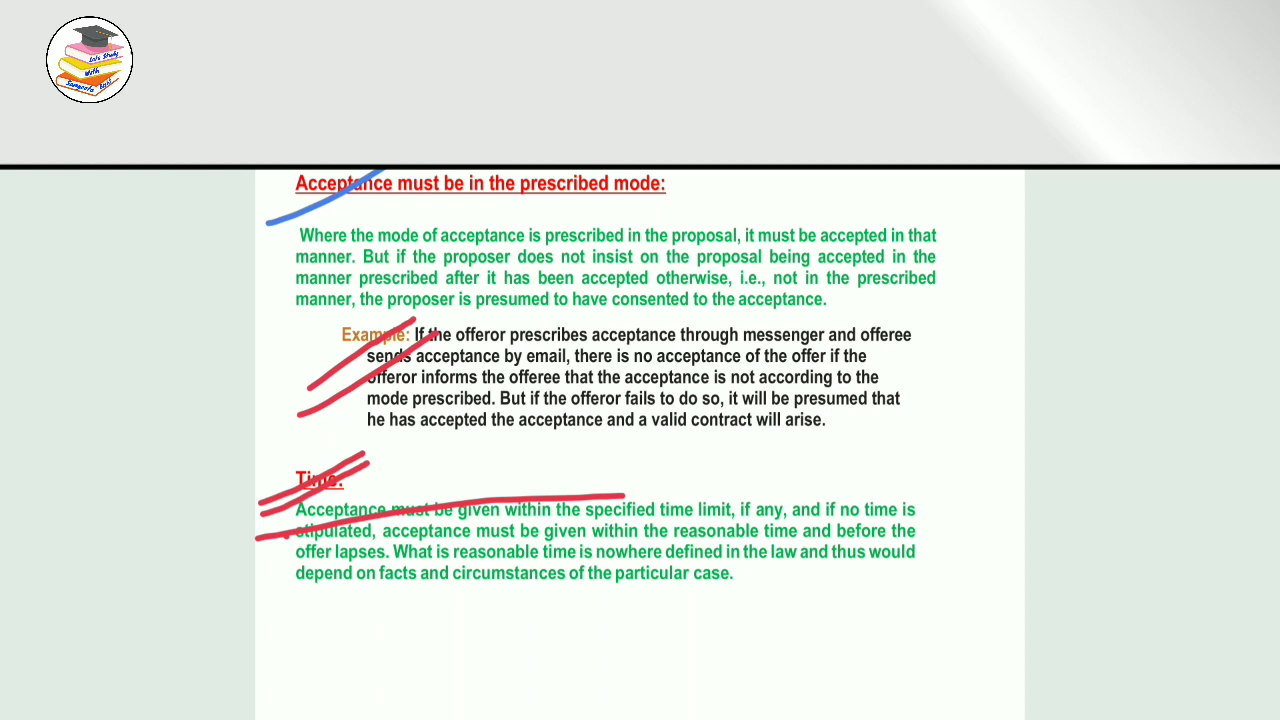 Lets Study
With
Acceptance must be in the prescribed mode:
Where the mode of acceptance is prescribed in the proposal, it must be accepted in that
manner. But if the proposer does not insist on the proposal being accepted in the
manner prescribed after it has been accepted otherwise, i.e., not in the prescribed
manner, the proposer is presumed to have consented to the acceptance.
Example: If the offeror prescribes acceptance through messenger and offeree
sends acceptance by email, there is no acceptance of the offer if the
offeror informs the offeree that the acceptance is not according to the
mode prescribed. But if the offeror fails to do so, it will be presumed that
he has accepted the acceptance and a valid contract will arise.
Time:
Acceptance must be given within the specified time limit, if any, and if no time is
stipulated, acceptance must be given within the reasonable time and before the
offer lapses. What is reasonable time is nowhere defined in the law and thus would
depend on facts and circumstances of the particular case.